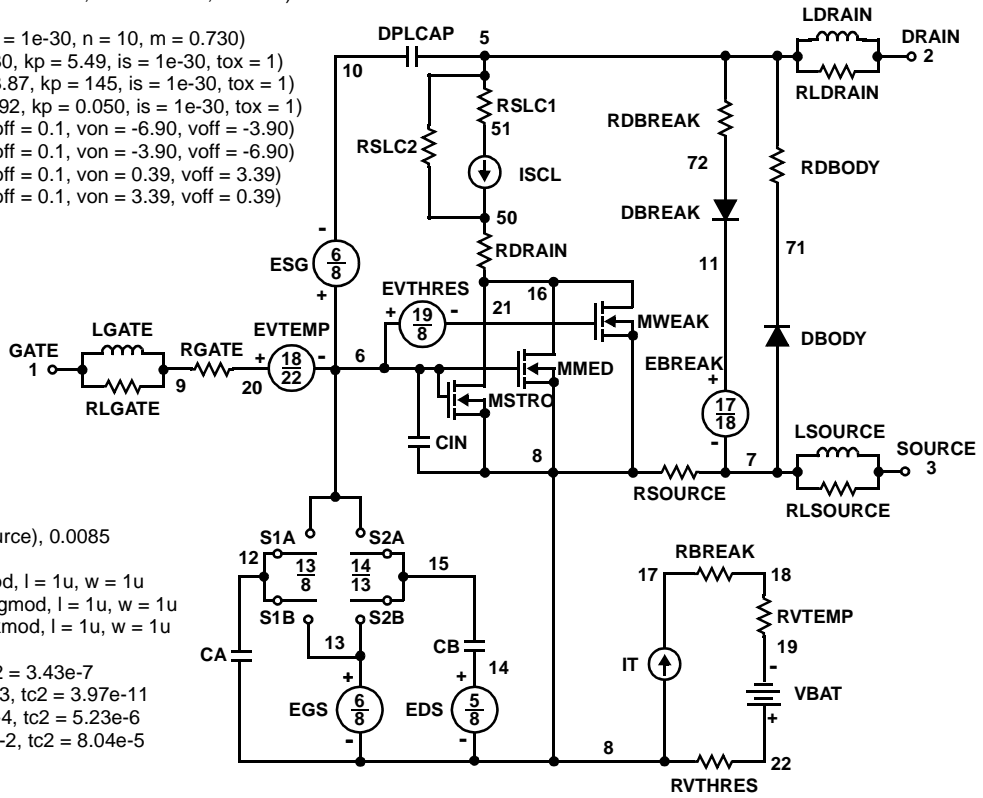 = 1e-30, n = 10, m = 0.730)
kp = 5.49, is = 1e-30, tox = 1)
kp = 145, is = 1e-30, tox = 1)
92, kp = 0.050, is = 1e-30, tox = 1)
off = 0.1, von = -6.90, voff = -3.90)
off = 0.1, von = -3.90, voff = -6.90)
off = 0.1, von = 0.39, voff = 3.39)
off = 0.1, von = 3.39, voff = 0.39)
LDRAIN
DPLCAP 5 DRAIN
10 2
RLDRAIN
RSLC1
51
RDBREAK
RSLC2
72
RDBODY
ISCL
DBREAK
50
RDRAIN
71
ESG 6 8
- +
11
EVTHRES
+ 19 8 -
16
21
MWEAK
LGATE
EVTEMP
GATE
1
RGATE
+ 18 22 -
6
9
20
RLGATE
MMED
DBODY
EBREAK
+
17 18
-
MSTRO
CIN
LSOURCE
8
7
SOURCE
3
RSOURCE
RLSOURCE
urce), 0.0085
S1A
S2A
12
13 8
14 13
15
RBREAK
17
18
od, l = 1u, w = 1u
gmod, l = 1u, w = 1u
kmod, l = 1u, w = 1u
S1B
S2B
RVTEMP
13
CB
19
CA
IT
-
2 = 3.43e-7
3, tc2 = 3.97e-11
-4, tc2 = 5.23e-6
-2, tc2 = 8.04e-5
+
+
14
VBAT
EGS 6 8
EDS 5 8
+
-
-
8
22
RVTHRES